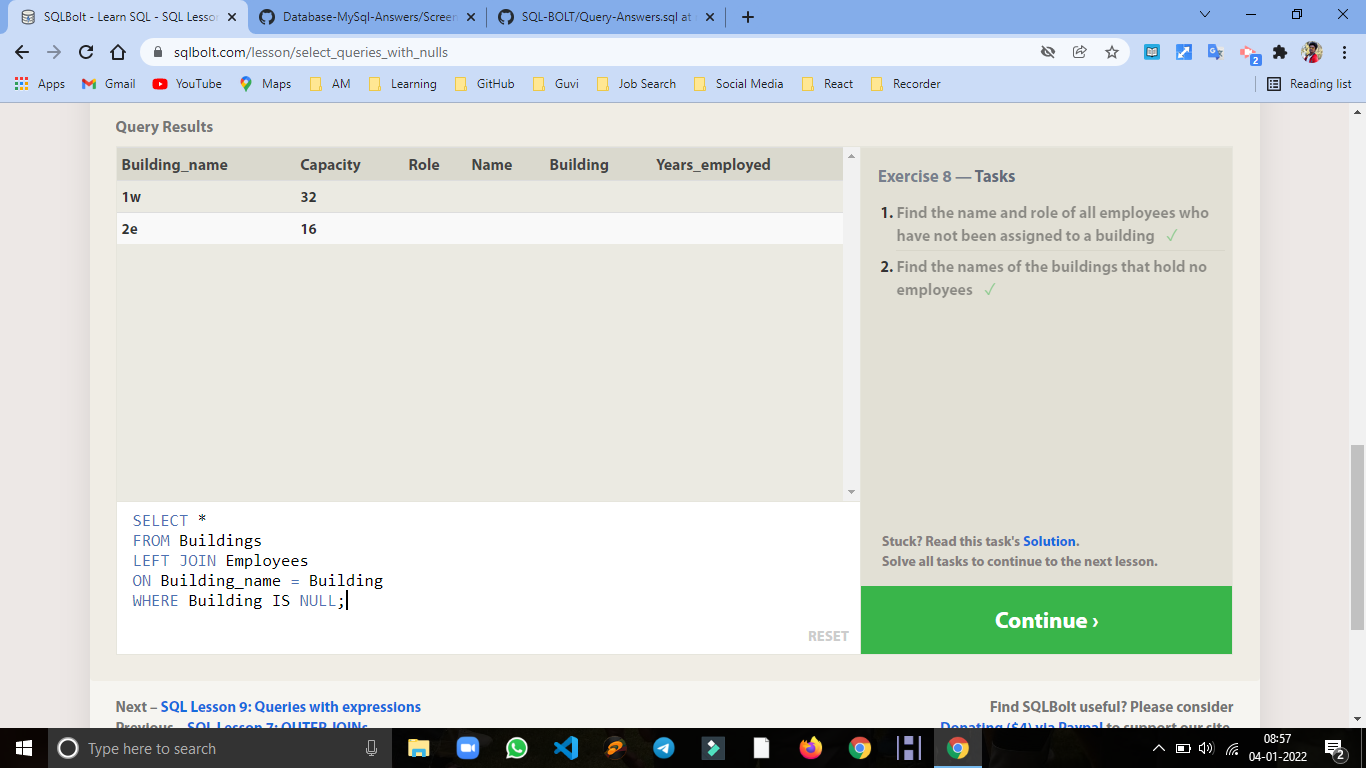 SQLBolt - Learn SQL - SQL Lesson
Database-MySql-Answers/Screen
SQL-BOLT/Query-Answers.sql at
sqlbolt.com/lesson/select_queries_with_nulls
2
Apps Gmail YouTube Maps AM Learning GitHub Guvi Job Search Social Media React Recorder Reading list
Query Results
Building_name Capacity Role Name Building Years_employed
1w 32
2e 16
Exercise 8 — Tasks
1. Find the name and role of all employees who
have not been assigned to a building ✓
2. Find the names of the buildings that hold no
employees ✓
Stuck? Read this task's Solution.
Solve all tasks to continue to the next lesson.
Continue ›
SELECT *
FROM Buildings
LEFT JOIN Employees
ON Building_name = Building
WHERE Building IS NULL;
RESET
Next – SQL Lesson 9: Queries with expressions
Previous – SQL Lesson 7: OUTER JOINs
Find SQLBolt useful? Please consider
Donating ($4) via Paypal to support our site.
Type here to search
08:57
04-01-2022
2